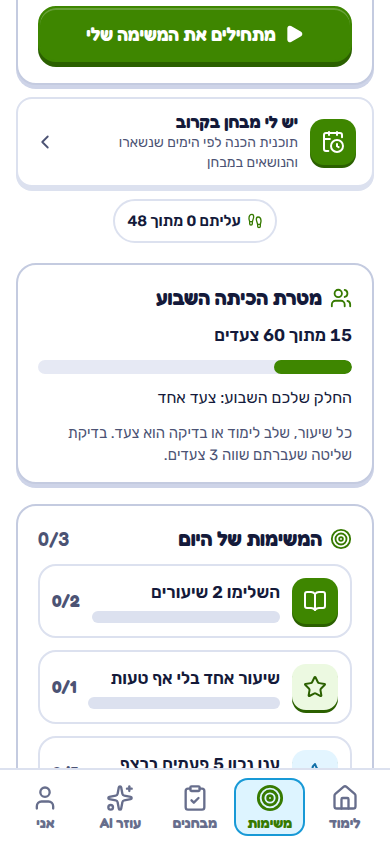 מתחילים את המשימה שלי
יש לי מבחן בקרוב
תוכנית הכנה לפי הימים שנשארו
והנושאים במבחן
עליתם 0 מתוך 48
מטרת הכיתה השבוע
15 מתוך 60 צעדים
החלק שלכם השבוע: צעד אחד
כל שיעור, שלב לימוד או בדיקה הוא צעד. בדיקת
שליטה שעברתם שווה 3 צעדים.
המשימות של היום
0/3
השלימו 2 שיעורים
0/2
שיעור אחד בלי אף טעות
0/1
ענו נכון 5 פעמים ברצף
לימוד
משימות
מבחנים
עוזר AI
אני